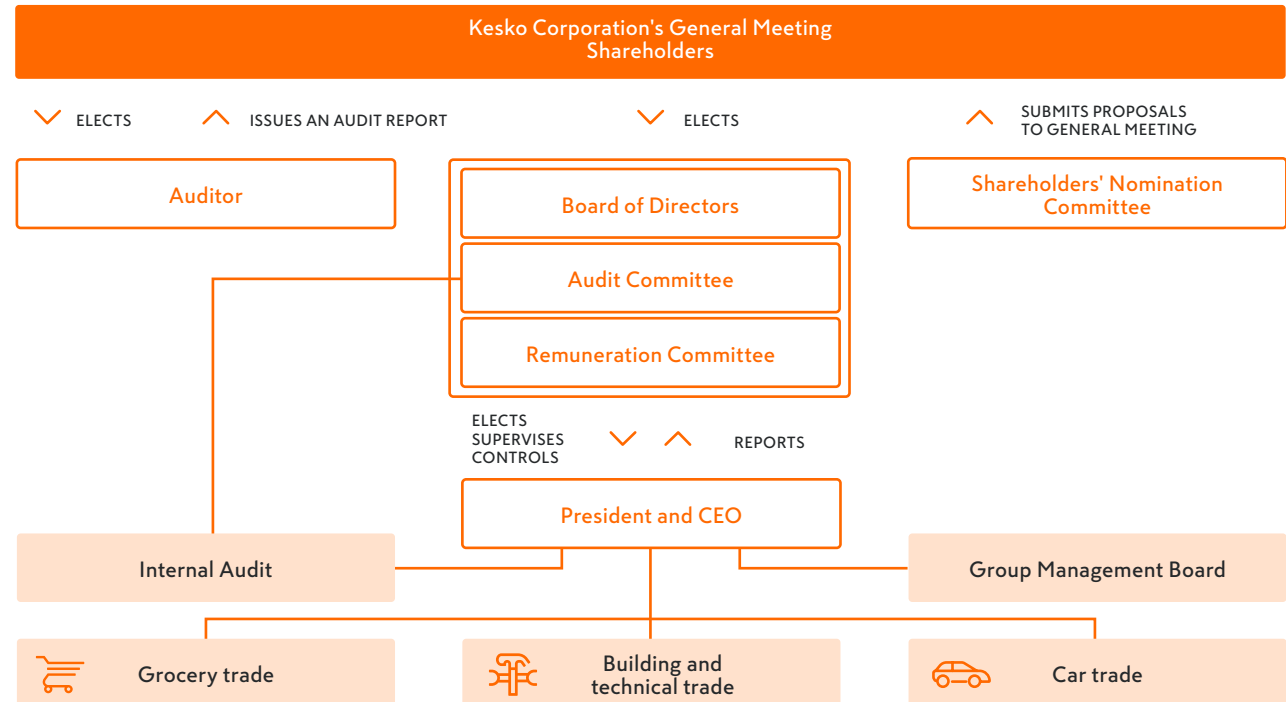 Kesko Corporation's General Meeting
Shareholders
ELECTS
ISSUES AN AUDIT REPORT
ELECTS
SUBMITS PROPOSALS
TO GENERAL MEETING
Auditor
Board of Directors
Shareholders' Nomination
Committee
Audit Committee
Remuneration Committee
ELECTS
SUPERVISES
CONTROLS
REPORTS
President and CEO
Internal Audit
Group Management Board
Grocery trade
Building and
technical trade
Car trade